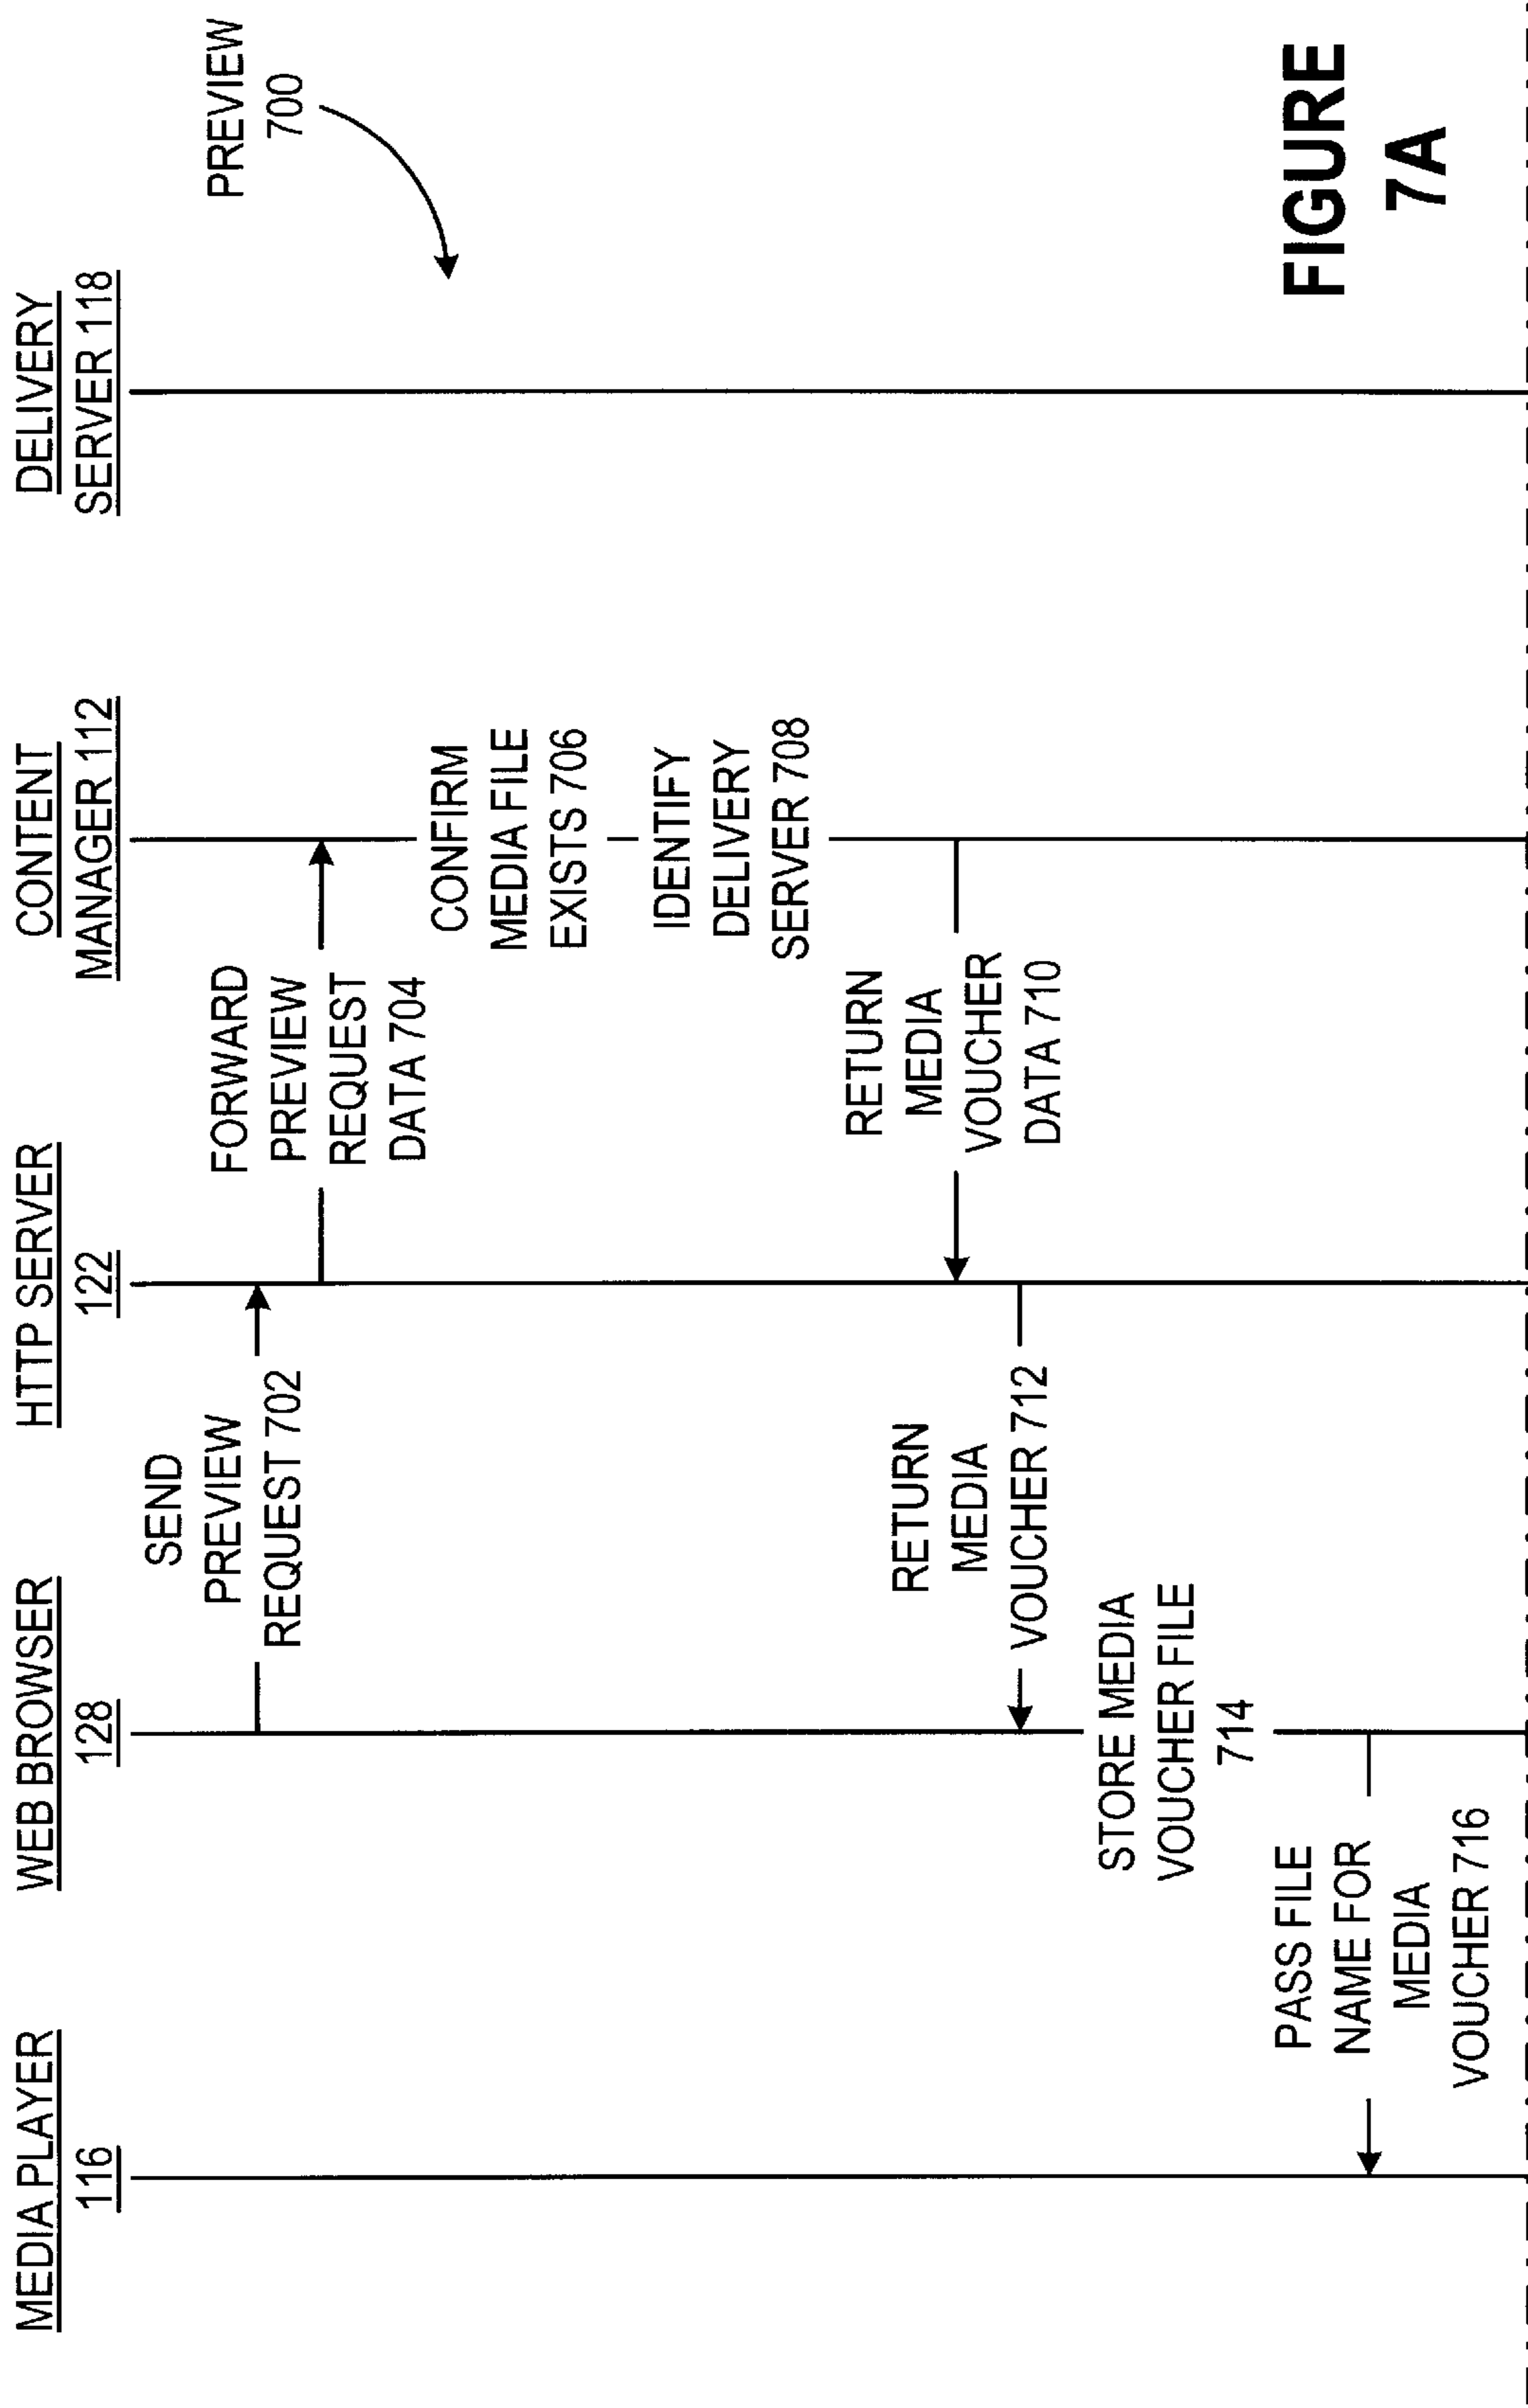 MEDIA PLAYER
116
WEB BROWSER
128
HTTP SERVER
122
CONTENT
MANAGER 112
DELIVERY
SERVER 118
PREVIEW
700
SEND
PREVIEW
REQUEST 702
FORWARD
PREVIEW
REQUEST
DATA 704
CONFIRM
MEDIA FILE
EXISTS 706
IDENTIFY
DELIVERY
SERVER 708
RETURN
MEDIA
VOUCHER
DATA 710
RETURN
MEDIA
VOUCHER 712
STORE MEDIA
VOUCHER FILE
714
PASS FILE
NAME FOR
MEDIA
VOUCHER 716
FIGURE
7A